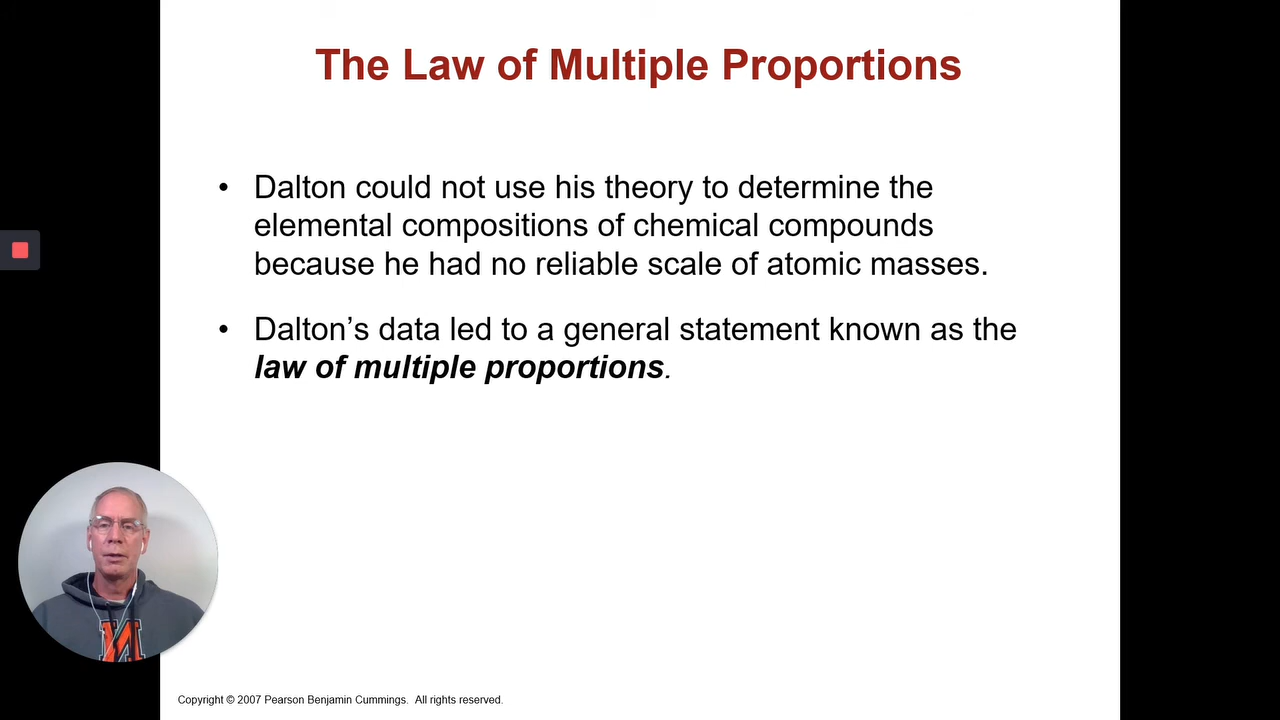 The Law of Multiple Proportions
• Dalton could not use his theory to determine the
elemental compositions of chemical compounds
because he had no reliable scale of atomic masses.
• Dalton’s data led to a general statement known as the
law of multiple proportions.
N
Copyright © 2007 Pearson Benjamin Cummings. All rights reserved.